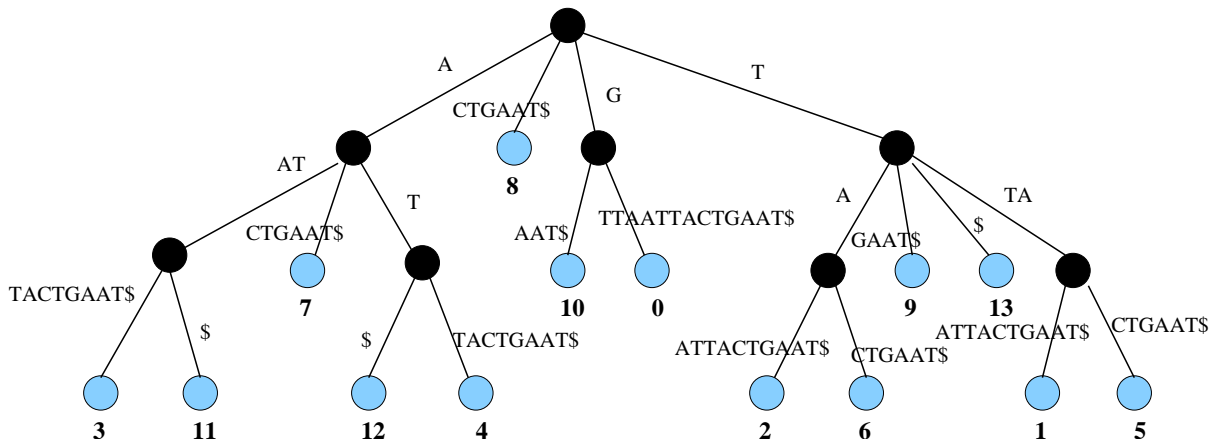 A
T
CTGAAT$
G
AT
8
A
TA
T
CTGAAT$
AAT$
TTAATTACTGAAT$
GAAT$
$
TACTGAAT$
7
10
0
9
13
$
$
TACTGAAT$
ATTACTGAAT$
CTGAAT$
ATTACTGAAT$
CTGAAT$
3
11
12
4
2
6
1
5